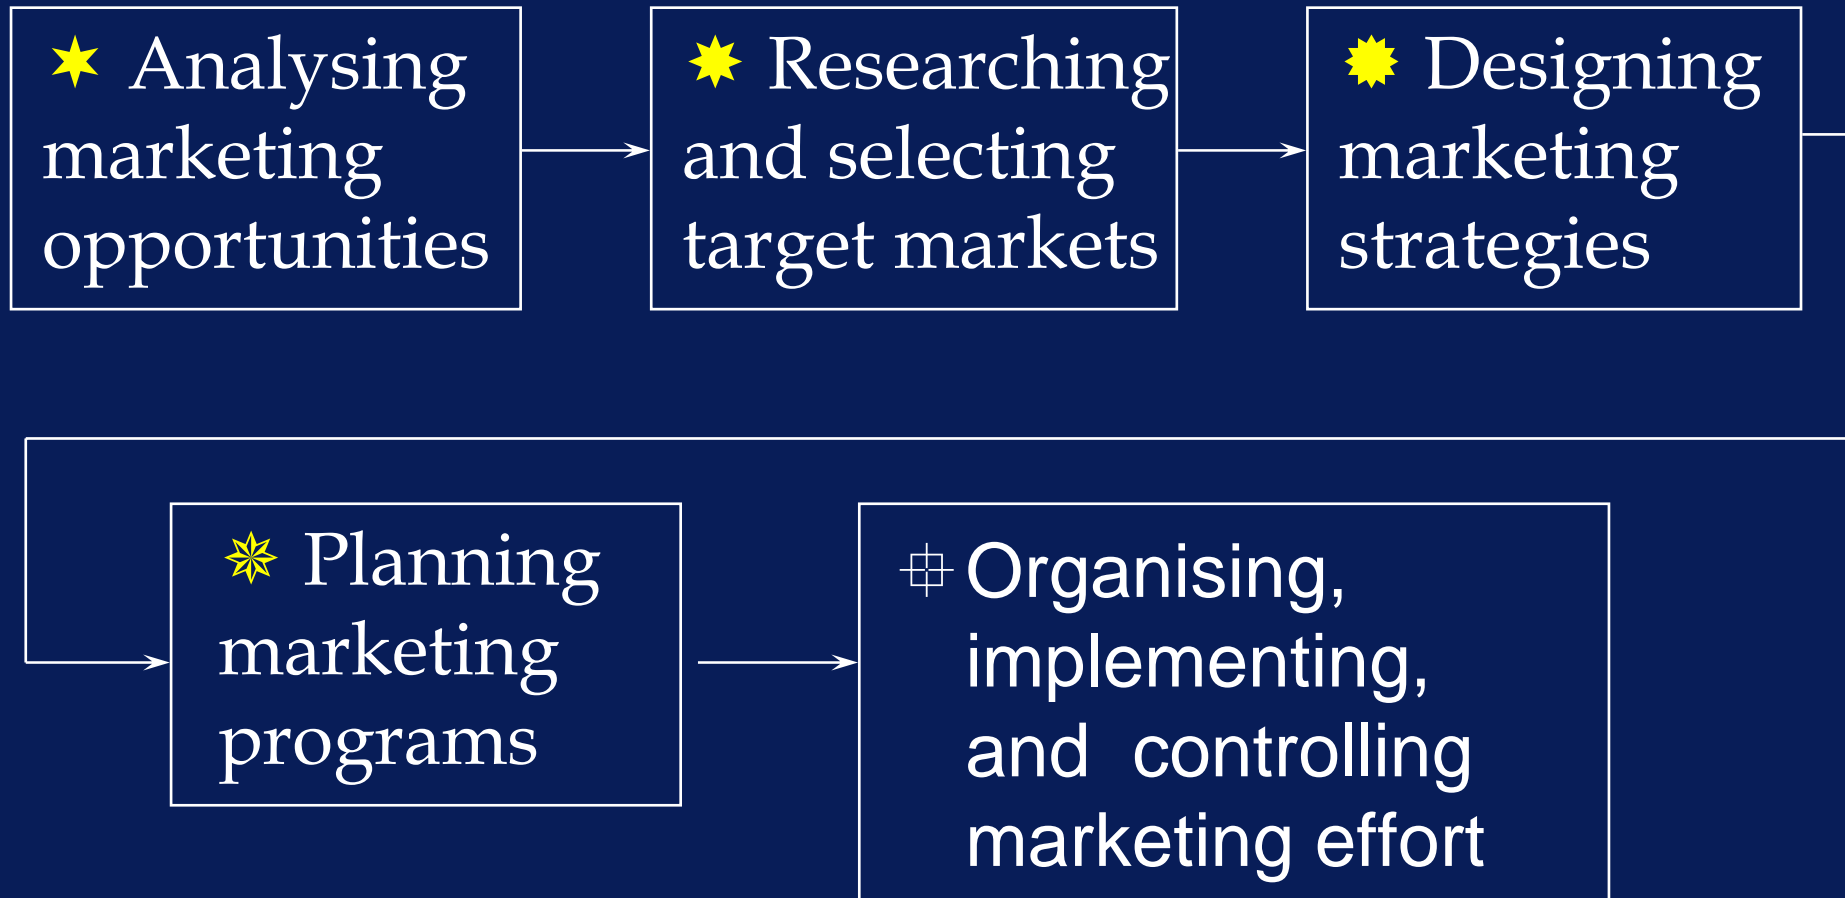 ✶ Analysing
marketing
opportunities
✸ Researching
and selecting
target markets
✹ Designing
marketing
strategies
✵ Planning
marketing
programs
Organising,
implementing,
and controlling
marketing effort